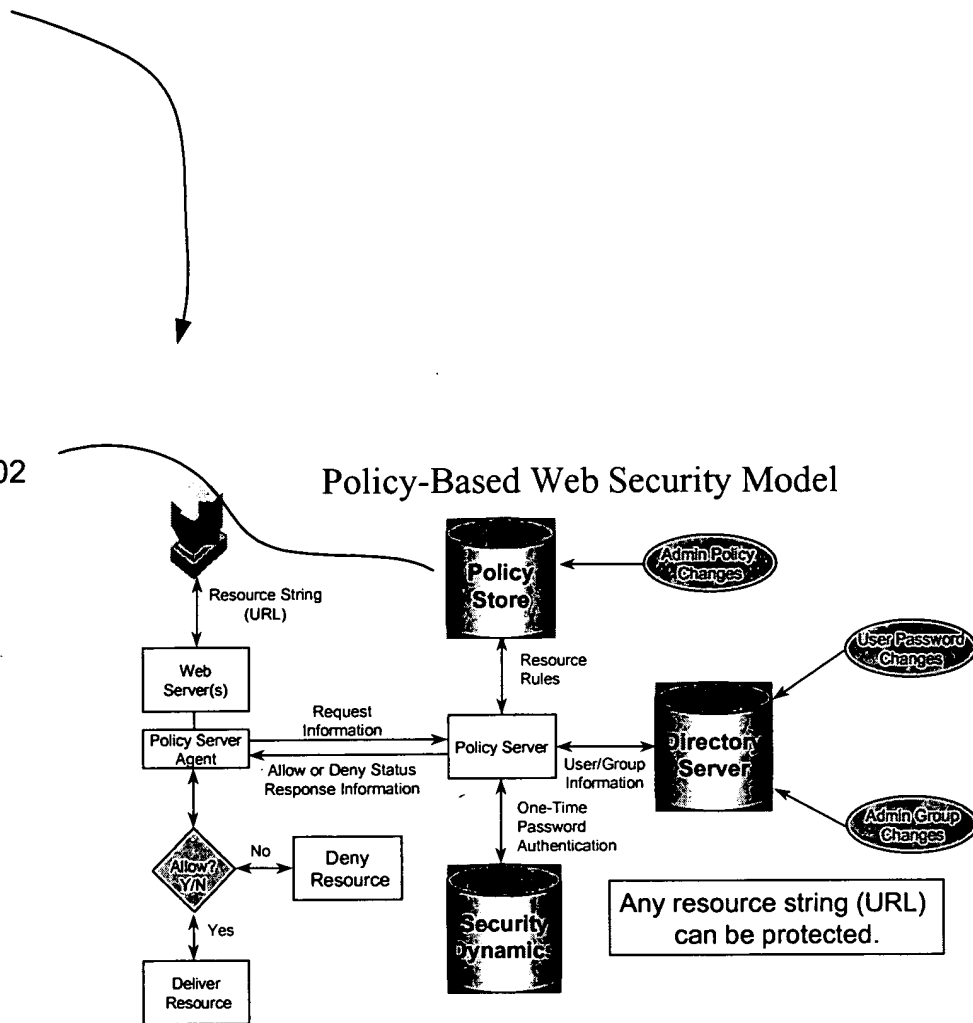 02
Policy-Based Web Security Model
Policy
Store
Admin Policy
Changes
Resource String
(URL)
Resource
Rules
User Password
Changes
Web
Server(s)
Request
Information
Policy Server
Agent
Policy Server
Directory
Server
Allow or Deny Status
Response Information
User/Group
Information
One-Time
Password
Authentication
Admin Group
Changes
Allow?
Y/N
No
Deny
Resource
Yes
Security
Dynamic
Any resource string (URL)
can be protected.
Deliver
Resource